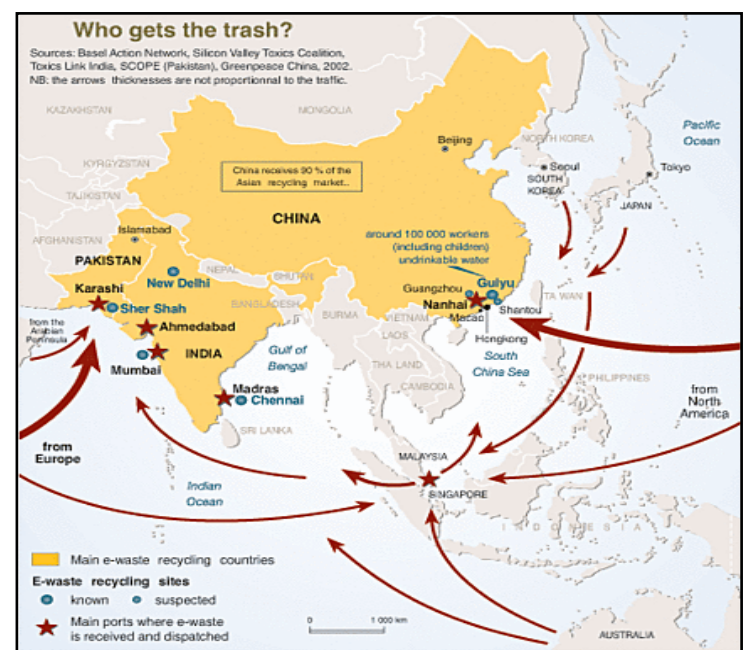 Who gets the trash?
Sources: Basel Action Network, Silicon Valley Toxics Coalition,
Toxics Link India, SCOPE (Pakistan), Greenpeace China, 2002.
NB: the arrows thicknesses are not proportionnal to the traffic.
KAZAKHSTAN
MONGOLIA
Pacific
Ocean
Beijing
NORTH KOREA
KYRGYZSTAN
China receives 90 % of the
Asian recycling market..
Seoul
SOUTH
KOREA
Tokyo
TAJIKISTAN
JAPAN
CHINA
Islamabad
around 100 000 workers
(including children)
undrinkable water
AFGHANISTAN
PAKISTAN
NEPAL
BHUTAN
New Delhi
Karashi
Guangzhou
Guiyu
Sher Shah
BANGLADESH
Nanhai
TA WAN
Shantou
from the
Arabian
Peninsula
Ahmedabad
BURMA
VIETNAM
Macao
LAOS
Hongkong
INDIA
Gulf of
Bengal
South
China Sea
Mumbai
THA LAND
PHILIPPINES
Madras
Chennai
CAMBODIA
from
North
America
SRI LANKA
from
Europe
MALAYSIA
Indian
Ocean
SINGAPORE
INDONESIA
Main e-waste recycling countries
E-waste recycling sites
known
suspected
Main ports where e-waste
is received and dispatched
0
1 000 km
AUSTRALIA